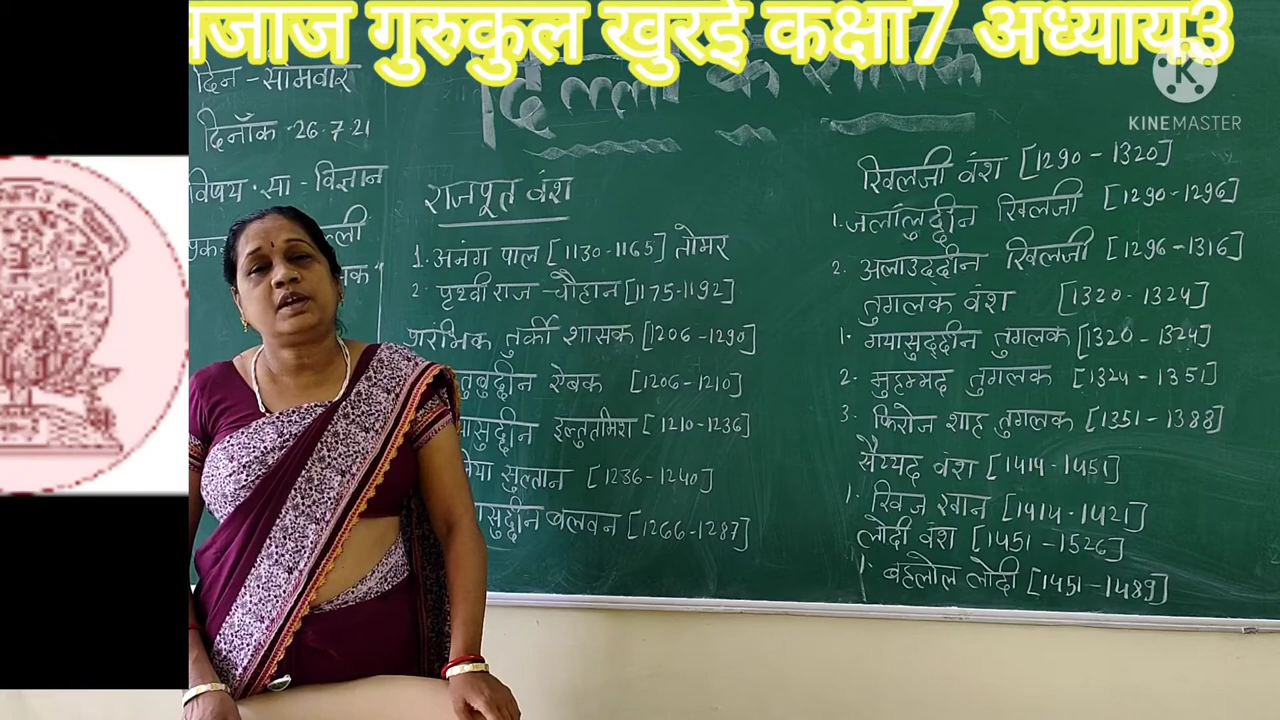 गुरुकुल खुरई कक्षा7 अध्याय3
KINEMASTER
दिल्ली
दिन - सोमवार
दिनाँक - 26.7.21
विषय. सा - विज्ञान
राजपूत वंश
1. अनंग पाल [1130-1165] तोमर
2. पृथ्वीराज - चौहान [1175-1192]
प्रारंभिक तुर्की शासक [1206-1290]
तुबुद्दीन ऐबक [1206-1210]
सुद्दीन इल्तुतमिश [1210-1236]
जिया सुल्तान [1236-1240]
सुद्दीन बलवन [1266-1287]
खिलजी वंश [1290-1320]
1. जलालुद्दीन खिलजी [1290-1296]
2. अलाउद्दीन खिलजी [1296-1316]
तुगलक वंश [1320-1324]
1. गयासुद्दीन तुगलक [1320-1324]
2. मुहम्मद तुगलक [1324-1351]
3. फिरोज शाह तुगलक [1351-1388]
सैय्यद वंश [1414-1451]
1. खिज्र खान [1414-1421]
लोदी वंश [1451-1526]
1. बहलोल लोदी [1451-1489]